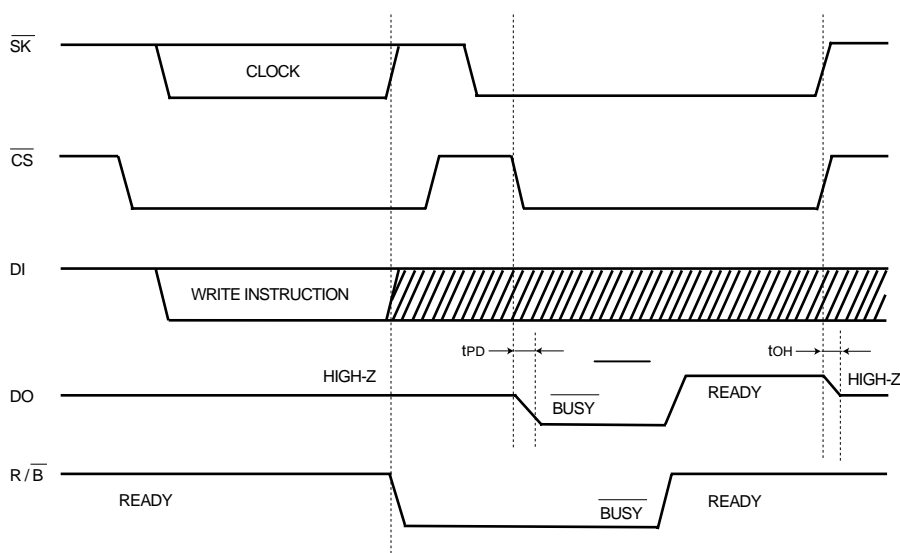 SK
CLOCK
CS
DI
WRITE INSTRUCTION
tPD
tOH
HIGH-Z
DO
BUSY
READY
HIGH-Z
R / B
READY
BUSY
READY